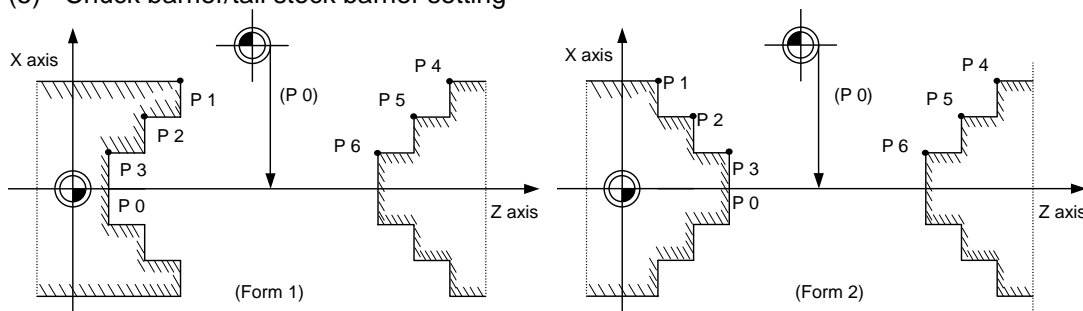 Chuck barrier/tail stock barrier setting
X axis
P 1
P 2
P 3
P 0
(P 0)
P 4
P 5
P 6
Z axis
(Form 1)
X axis
P 1
P 2
P 3
P 0
(P 0)
P 4
P 5
P 6
Z axis
(Form 2)